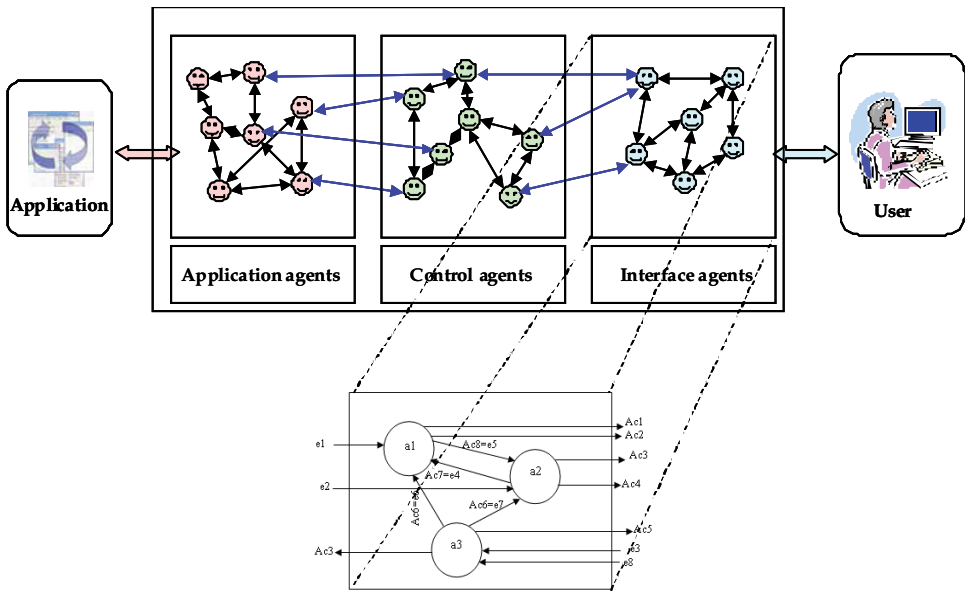 Application
User
Application agents
Control agents
Interface agents
Ac1
Ac2
e1
a1
Ac8=e5
Ac3
a2
Ac7=e4
e2
Ac4
Ac6=e7
Ac5
a3
Ac3
e3
e8